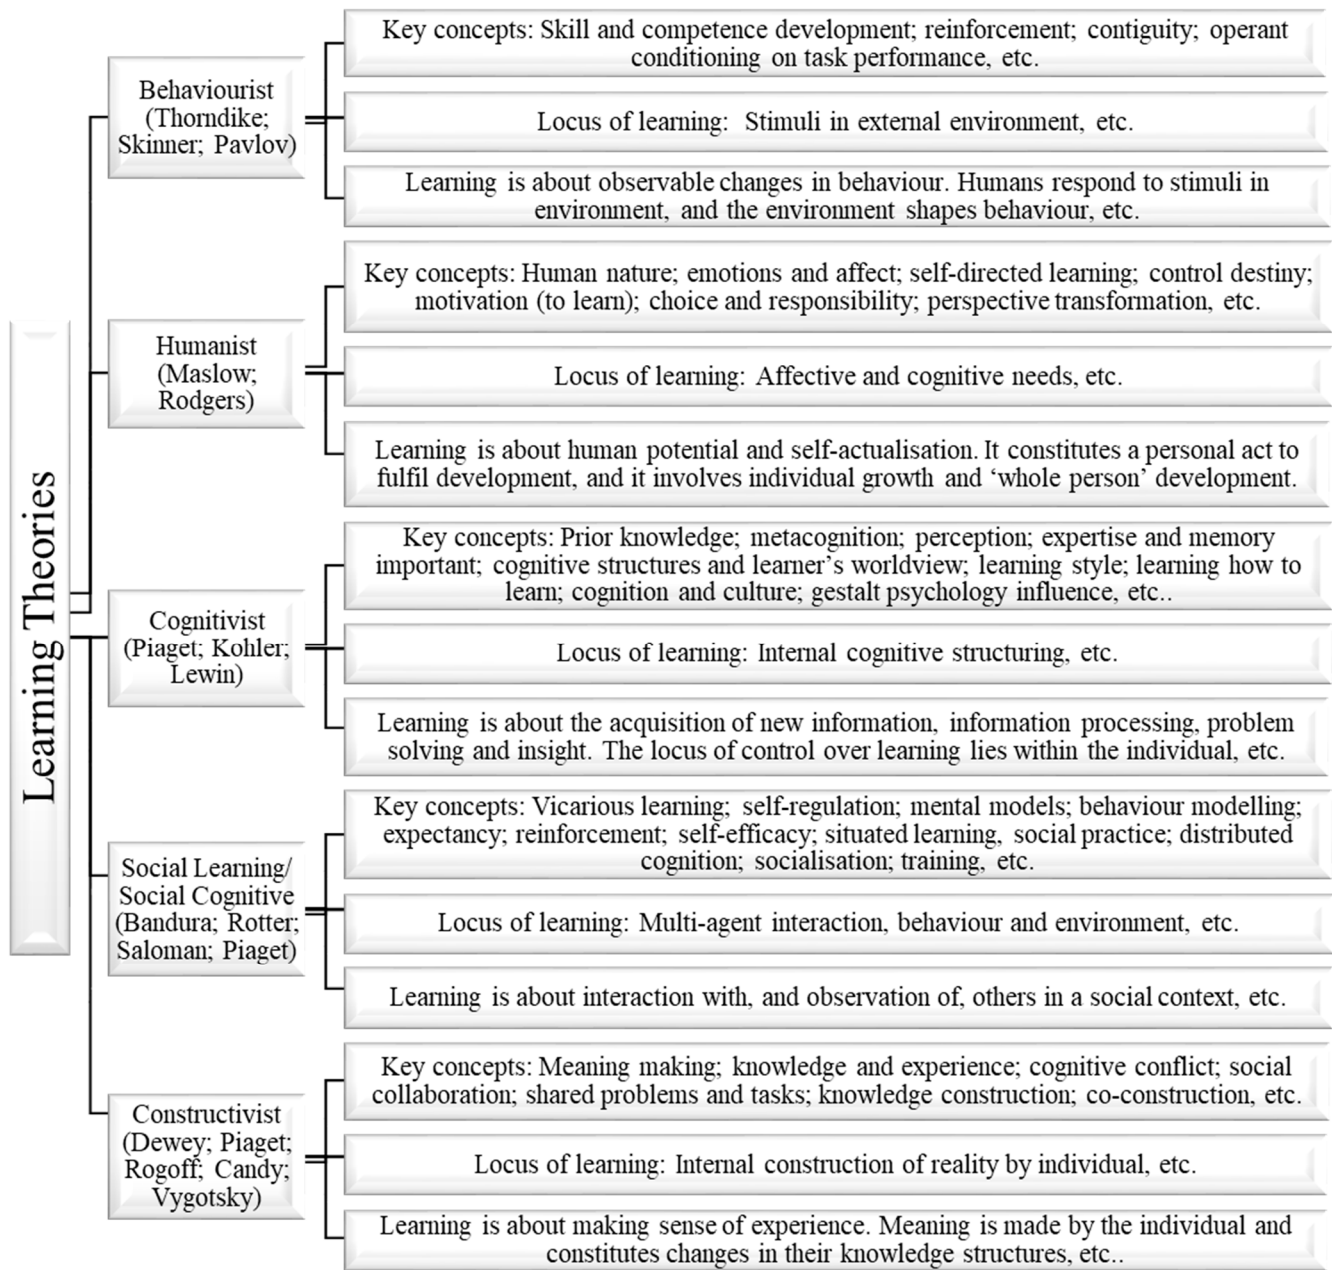 Learning Theories
Behaviourist
(Thorndike;
Skinner; Pavlov)
Key concepts: Skill and competence development; reinforcement; contiguity; operant
conditioning on task performance, etc.
Locus of learning: Stimuli in external environment, etc.
Learning is about observable changes in behaviour. Humans respond to stimuli in
environment, and the environment shapes behaviour, etc.
Humanist
(Maslow;
Rodgers)
Key concepts: Human nature; emotions and affect; self-directed learning; control destiny;
motivation (to learn); choice and responsibility; perspective transformation, etc.
Locus of learning: Affective and cognitive needs, etc.
Learning is about human potential and self-actualisation. It constitutes a personal act to
fulfil development, and it involves individual growth and ‘whole person’ development.
Cognitivist
(Piaget; Kohler;
Lewin)
Key concepts: Prior knowledge; metacognition; perception; expertise and memory
important; cognitive structures and learner’s worldview; learning style; learning how to
learn; cognition and culture; gestalt psychology influence, etc..
Locus of learning: Internal cognitive structuring, etc.
Learning is about the acquisition of new information, information processing, problem
solving and insight. The locus of control over learning lies within the individual, etc.
Social Learning/
Social Cognitive
(Bandura; Rotter;
Saloman; Piaget)
Key concepts: Vicarious learning; self-regulation; mental models; behaviour modelling;
expectancy; reinforcement; self-efficacy; situated learning, social practice; distributed
cognition; socialisation; training, etc.
Locus of learning: Multi-agent interaction, behaviour and environment, etc.
Learning is about interaction with, and observation of, others in a social context, etc.
Constructivist
(Dewey; Piaget;
Rogoff; Candy;
Vygotsky)
Key concepts: Meaning making; knowledge and experience; cognitive conflict; social
collaboration; shared problems and tasks; knowledge construction; co-construction, etc.
Locus of learning: Internal construction of reality by individual, etc.
Learning is about making sense of experience. Meaning is made by the individual and
constitutes changes in their knowledge structures, etc..